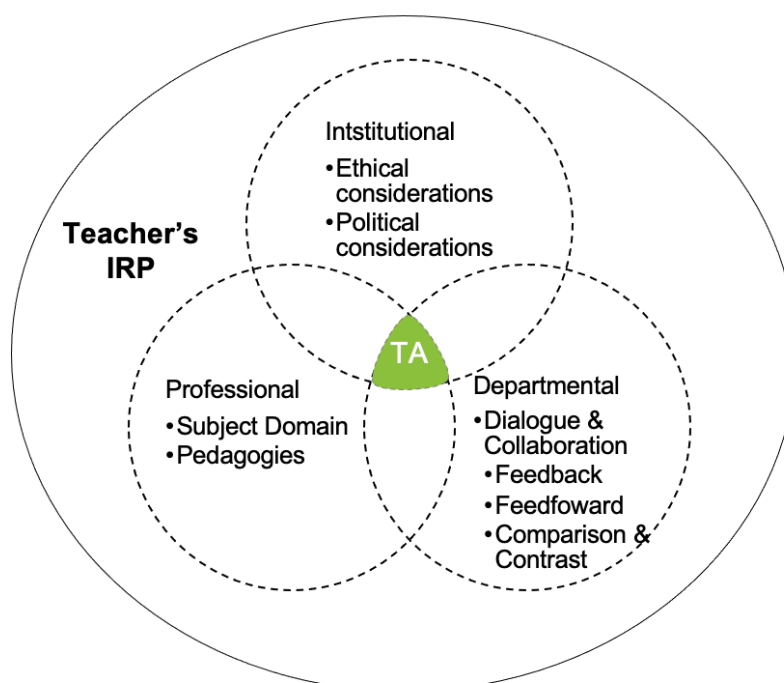 Intstitutional
•Ethical
considerations
•Political
considerations
Teacher's
IRP
TA
Professional
•Subject Domain
•Pedagogies
Departmental
•Dialogue &
Collaboration
•Feedback
•Feedfoward
•Comparison &
Contrast